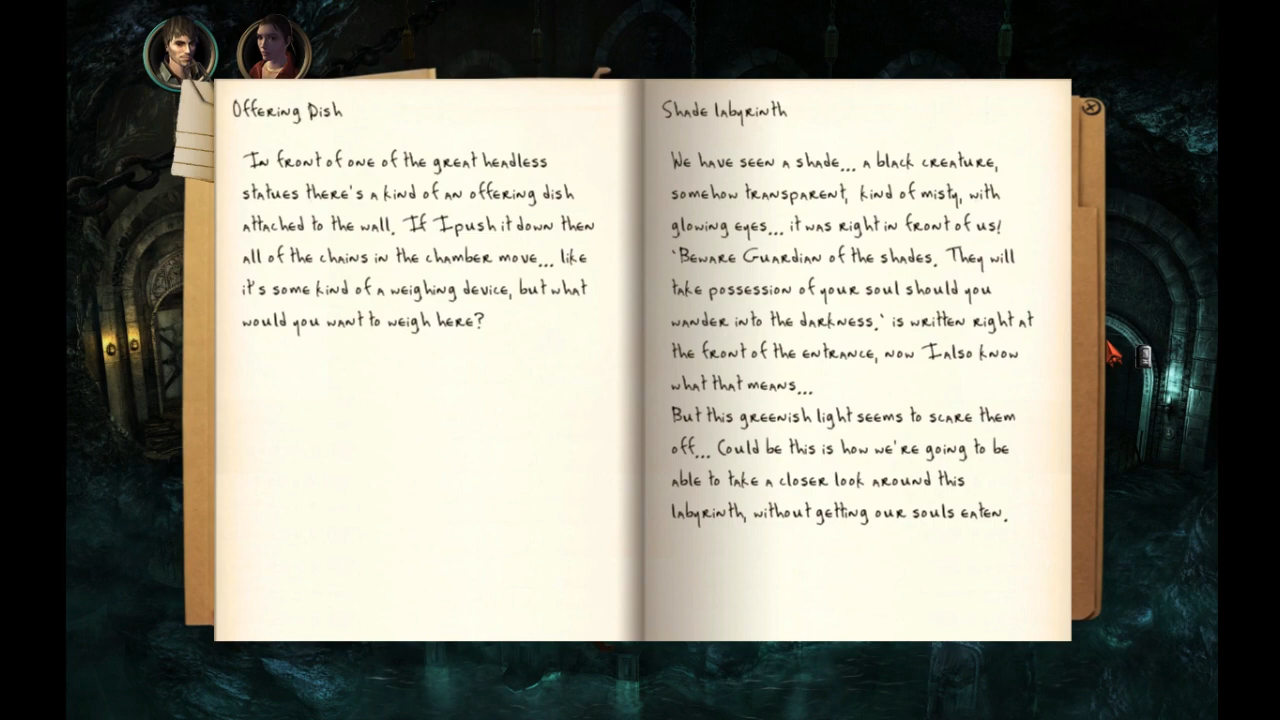 Offering Dish
In front of one of the great headless
statues there's a kind of an offering dish
attached to the wall. If I push it down then
all of the chains in the chamber move... like
it's some kind of a weighing device, but what
would you want to weigh here?
Shade labyrinth
We have seen a shade... a black creature,
somehow transparent, kind of misty, with
glowing eyes... it was right in front of us!
'Beware Guardian of the shades. They will
take possession of your soul should you
wander into the darkness.' is written right at
the front of the entrance, now I also know
what that means...
But this greenish light seems to scare them
off... Could be this is how we're going to be
able to take a closer look around this
labyrinth, without getting our souls eaten.